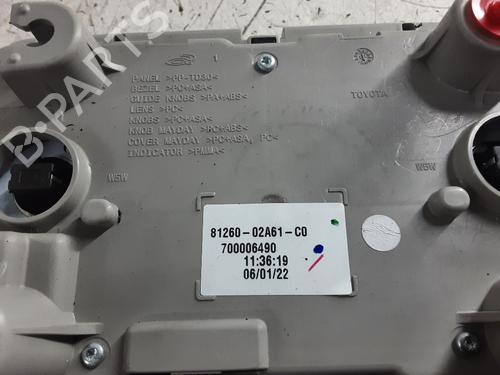 1
PANEL >PP-TD30<
BEZEL >PC+ASA<
GUIDE KNOBS >PA+ABS<
LENS >PC<
KNOBS >PC+ASA<
KNOB MAYDAY >PC+ABS<
COVER MAYDAY >PC+ASA, PC<
INDICATOR >PMMA<
TOYOTA
W5W
W5W
81260-02A61-C0
700006490
11:36:19
06/01/22
B-PARTS